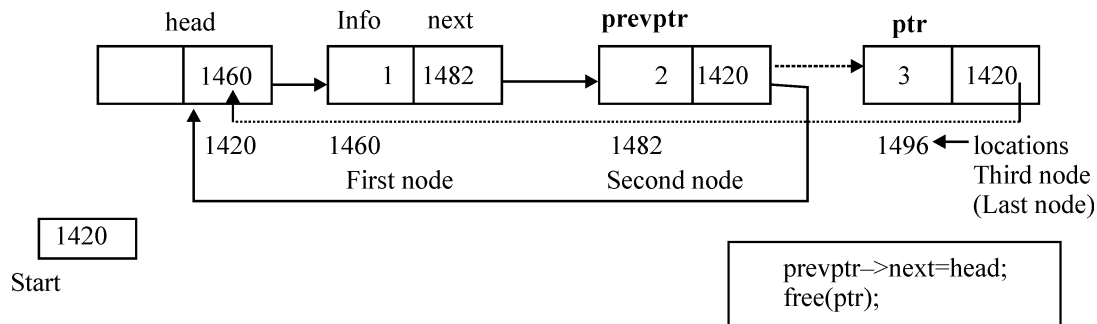 head
Info next
prevptr
ptr
1460
1 1482
2 1420
3 1420
1420
1460
1482
1496
locations
First node
Second node
Third node
(Last node)
1420
Start
prevptr–>next=head;
free(ptr);